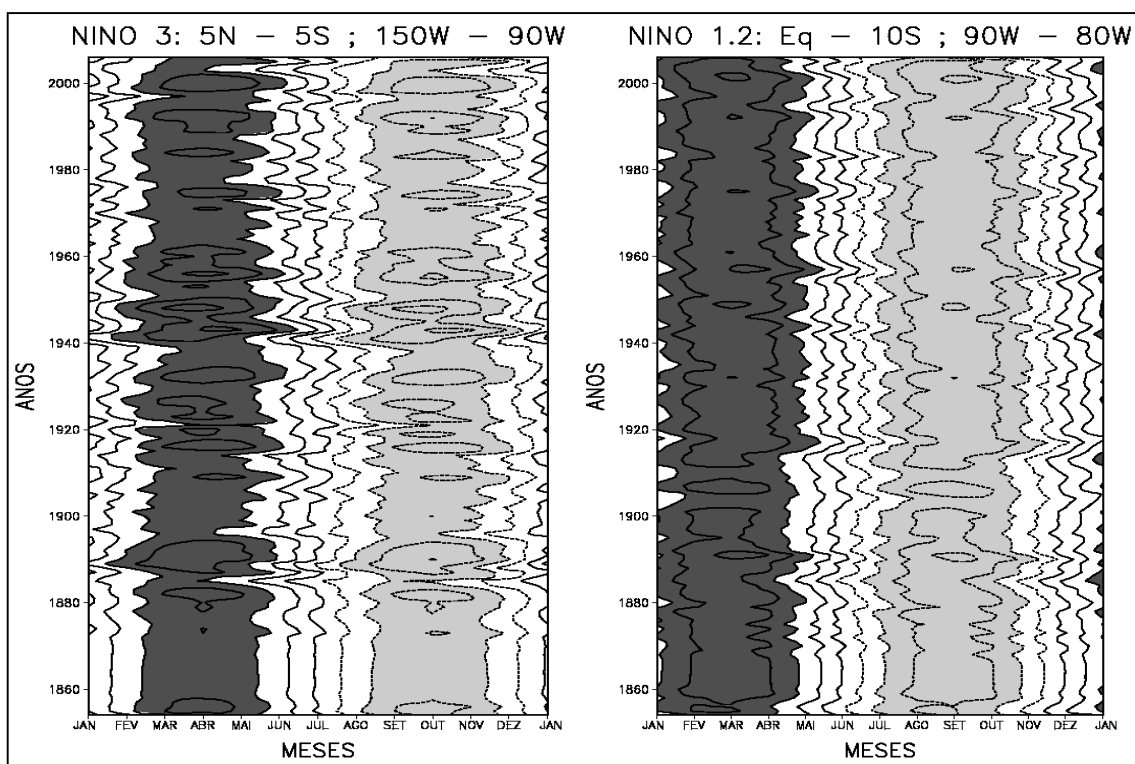 NINO 3: 5N – 5S ; 150W – 90W
NINO 1.2: Eq – 10S ; 90W – 80W
ANOS
2000
1980
1960
1940
1920
1900
1880
1860
JAN FEV MAR ABR MAI JUN JUL AGO SET OUT NOV DEZ JAN
MESES
ANOS
2000
1980
1960
1940
1920
1900
1880
1860
JAN FEV MAR ABR MAI JUN JUL AGO SET OUT NOV DEZ JAN
MESES